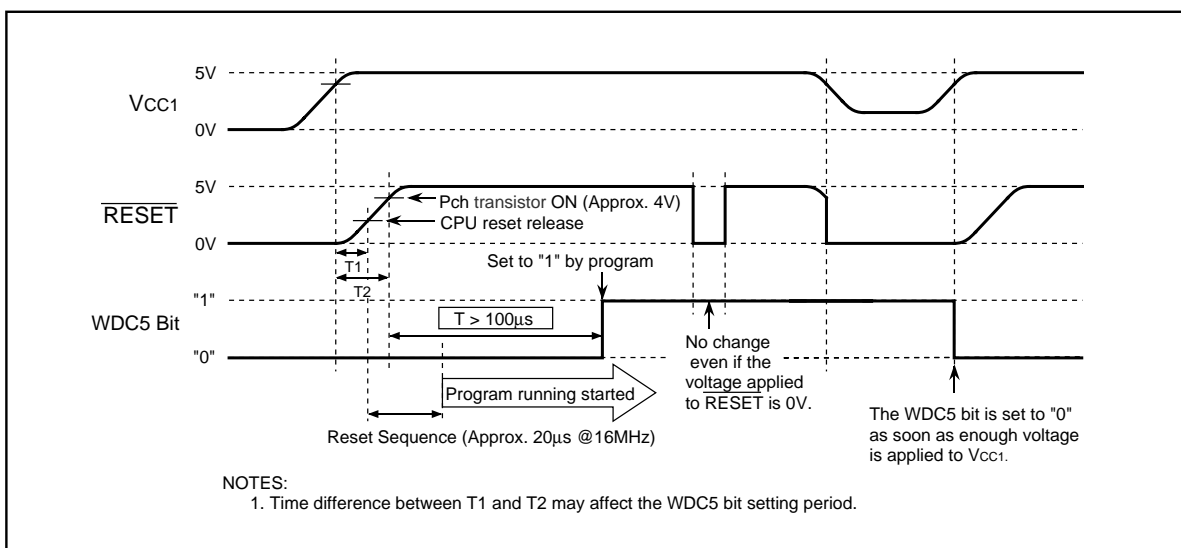 5V
VCC1
0V
5V
Pch transistor ON (Approx. 4V)
RESET
CPU reset release
0V
T1
Set to "1" by program
T2
"1"
WDC5 Bit
T > 100µs
"0"
No change
even if the
voltage applied
to RESET is 0V.
Program running started
The WDC5 bit is set to "0"
as soon as enough voltage
is applied to VCC1.
Reset Sequence (Approx. 20µs @16MHz)
NOTES:
1. Time difference between T1 and T2 may affect the WDC5 bit setting period.